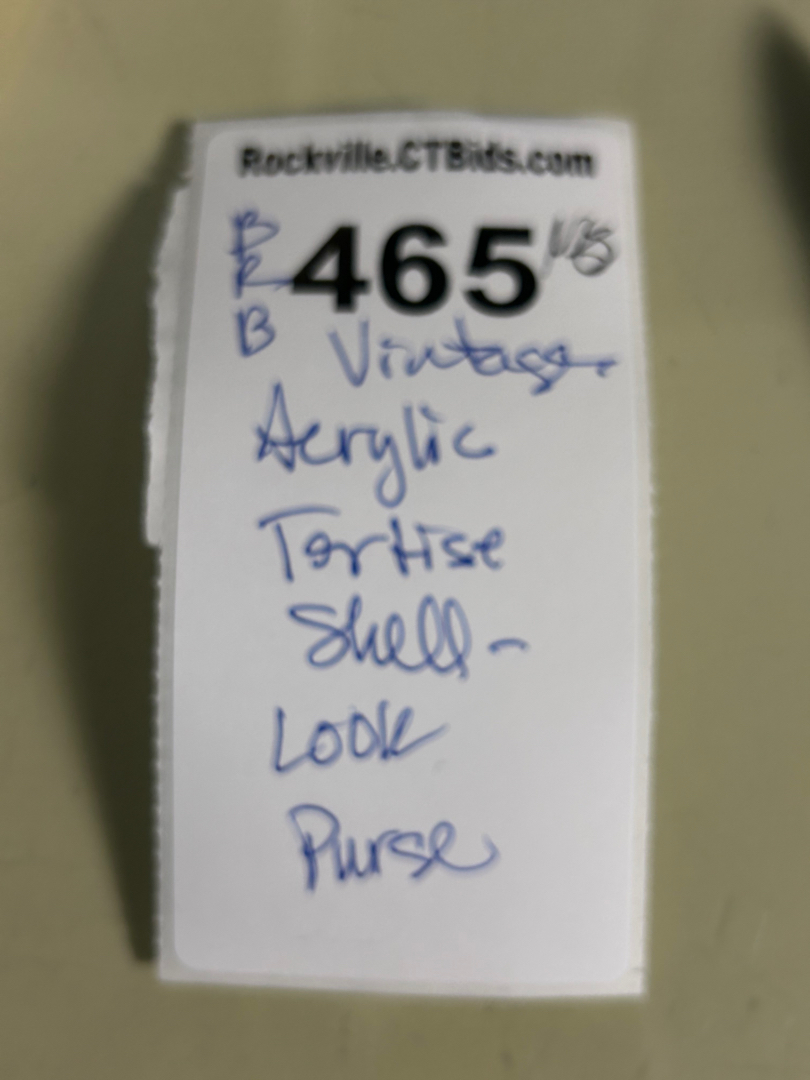 Rockville.CTBids.com
B
R
B
465
Vintage
Acrylic
Tortise
Shell-
Look
Purse